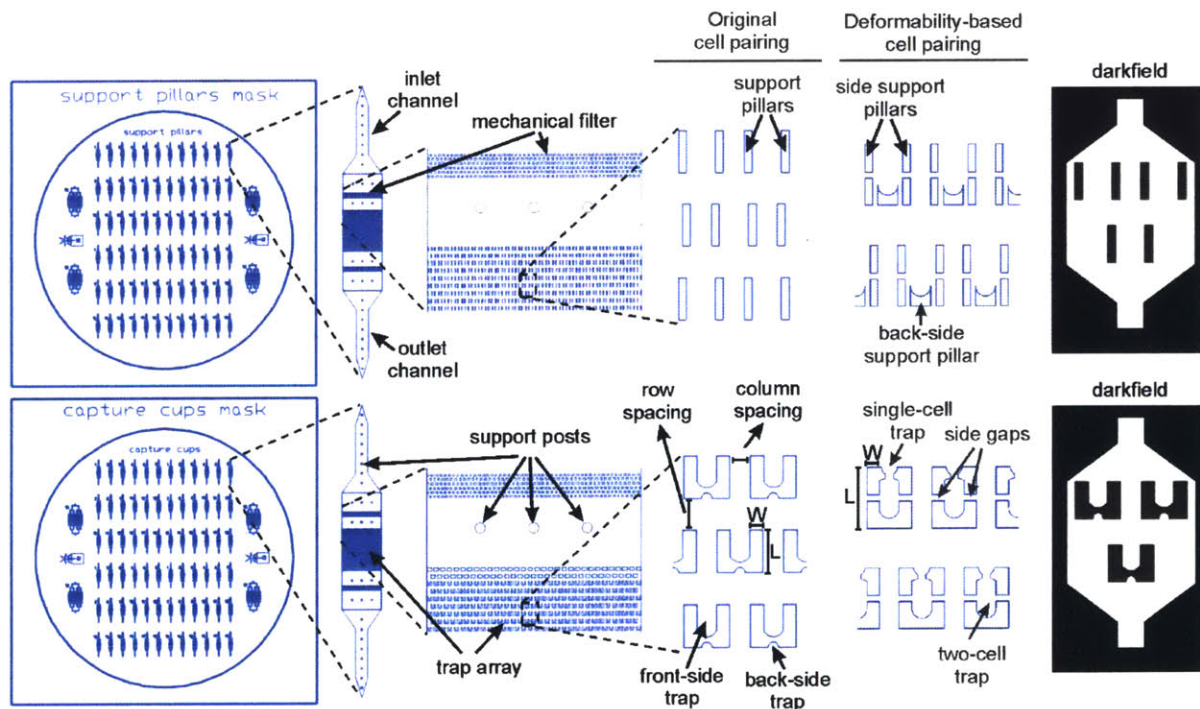 Original
cell pairing
Deformability-based
cell pairing
support pillars mask
support pillars
inlet
channel
mechanical filter
support
pillars
side support
pillars
darkfield
outlet
channel
back-side
support pillar
capture cups mask
capture cups
row
spacing
column
spacing
single-cell
trap
side gaps
darkfield
support posts
W
L
W
L
trap array
front-side
trap
back-side
trap
two-cell
trap